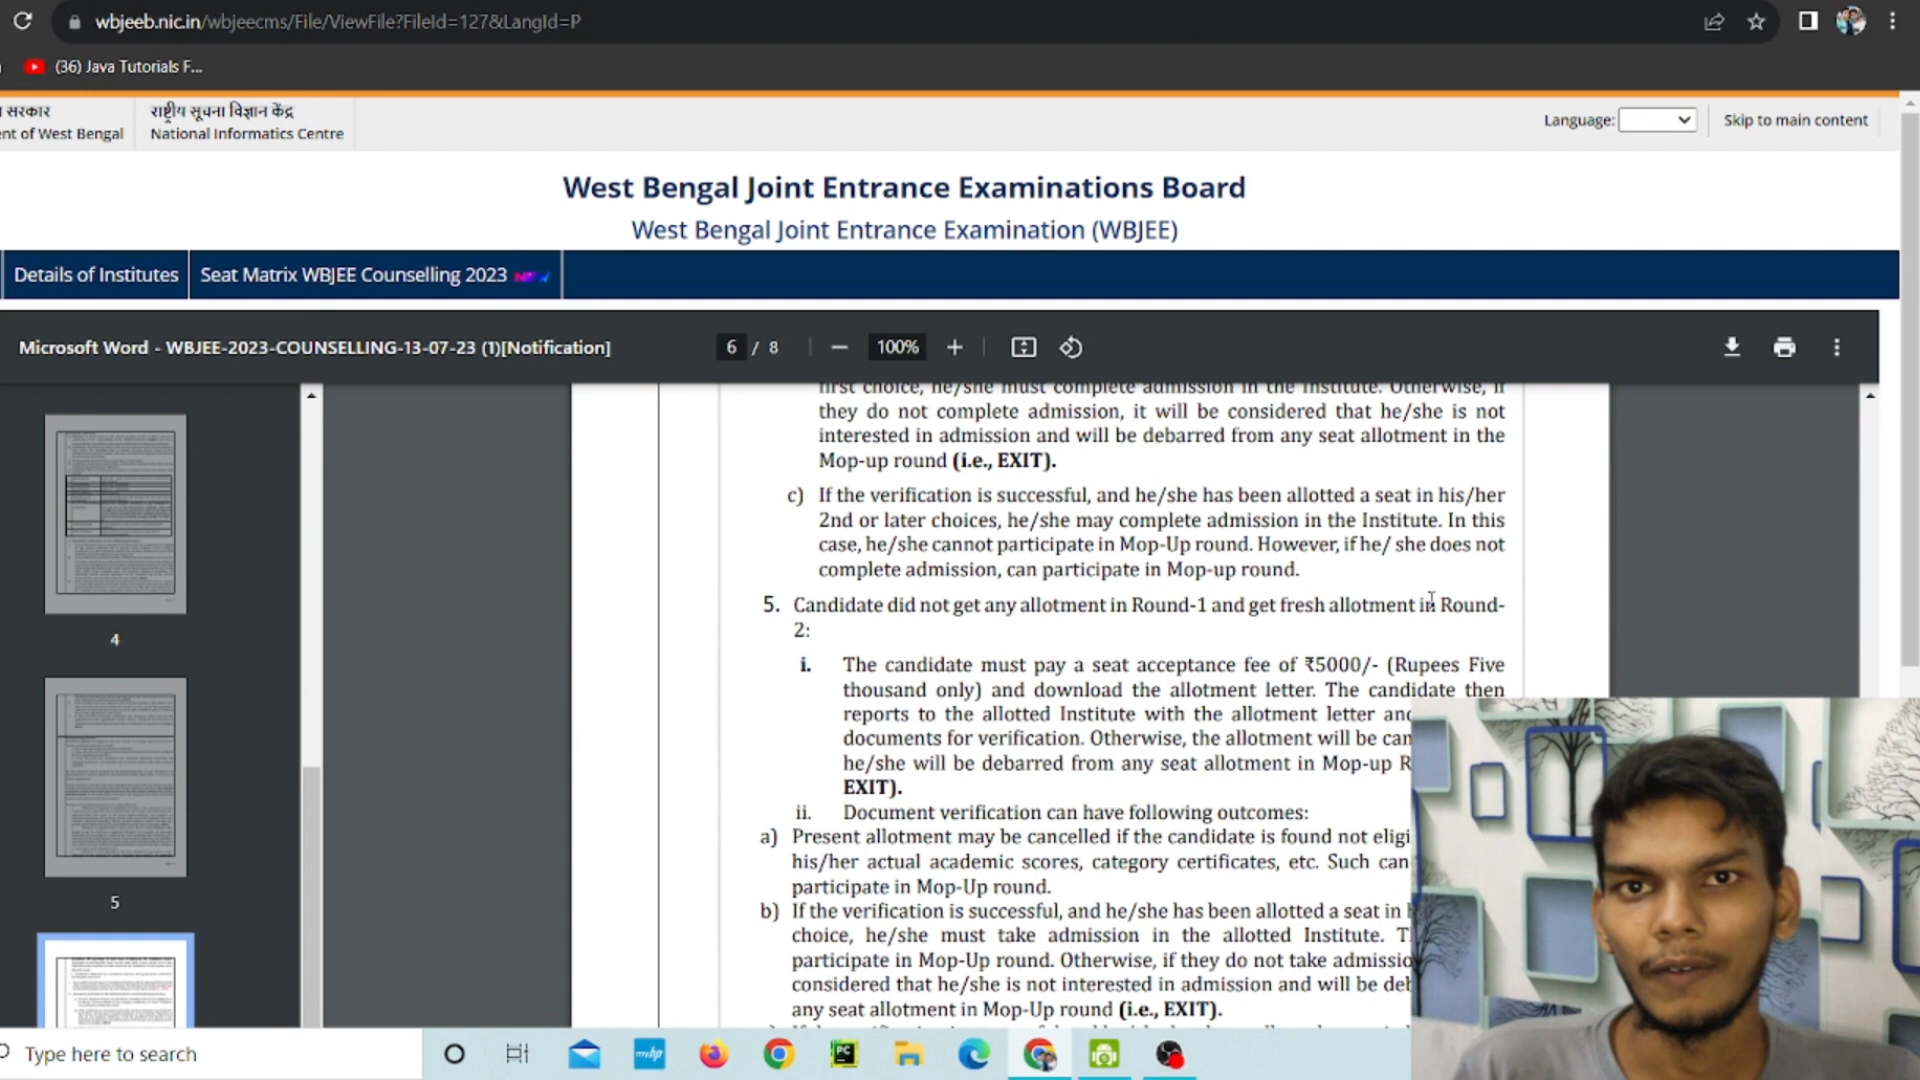 wbjeeb.nic.in/wbjeecms/File/ViewFile?FileId=127&LangId=P
(36) Java Tutorials F...
सरकार
राष्ट्रीय सूचना विज्ञान केंद्र
nt of West Bengal
National Informatics Centre
Language:
Skip to main content
West Bengal Joint Entrance Examinations Board
West Bengal Joint Entrance Examination (WBJEE)
Details of Institutes
Seat Matrix WBJEE Counselling 2023 NEW
Microsoft Word - WBJEE-2023-COUNSELLING-13-07-23 (1)[Notification]
6 / 8
100%
first choice, he/she must complete admission in the Institute. Otherwise, if
they do not complete admission, it will be considered that he/she is not
interested in admission and will be debarred from any seat allotment in the
Mop-up round (i.e., EXIT).
c) If the verification is successful, and he/she has been allotted a seat in his/her
2nd or later choices, he/she may complete admission in the Institute. In this
case, he/she cannot participate in Mop-Up round. However, if he/ she does not
complete admission, can participate in Mop-up round.
5. Candidate did not get any allotment in Round-1 and get fresh allotment in Round-
2:
i. The candidate must pay a seat acceptance fee of ₹5000/- (Rupees Five
thousand only) and download the allotment letter. The candidate then
reports to the allotted Institute with the allotment letter and
documents for verification. Otherwise, the allotment will be can
he/she will be debarred from any seat allotment in Mop-up R
EXIT).
ii. Document verification can have following outcomes:
a) Present allotment may be cancelled if the candidate is found not eligi
his/her actual academic scores, category certificates, etc. Such can
participate in Mop-Up round.
b) If the verification is successful, and he/she has been allotted a seat in
choice, he/she must take admission in the allotted Institute. T
participate in Mop-Up round. Otherwise, if they do not take admissio
considered that he/she is not interested in admission and will be deb
any seat allotment in Mop-Up round (i.e., EXIT).
4
5
Type here to search
myhp
PC